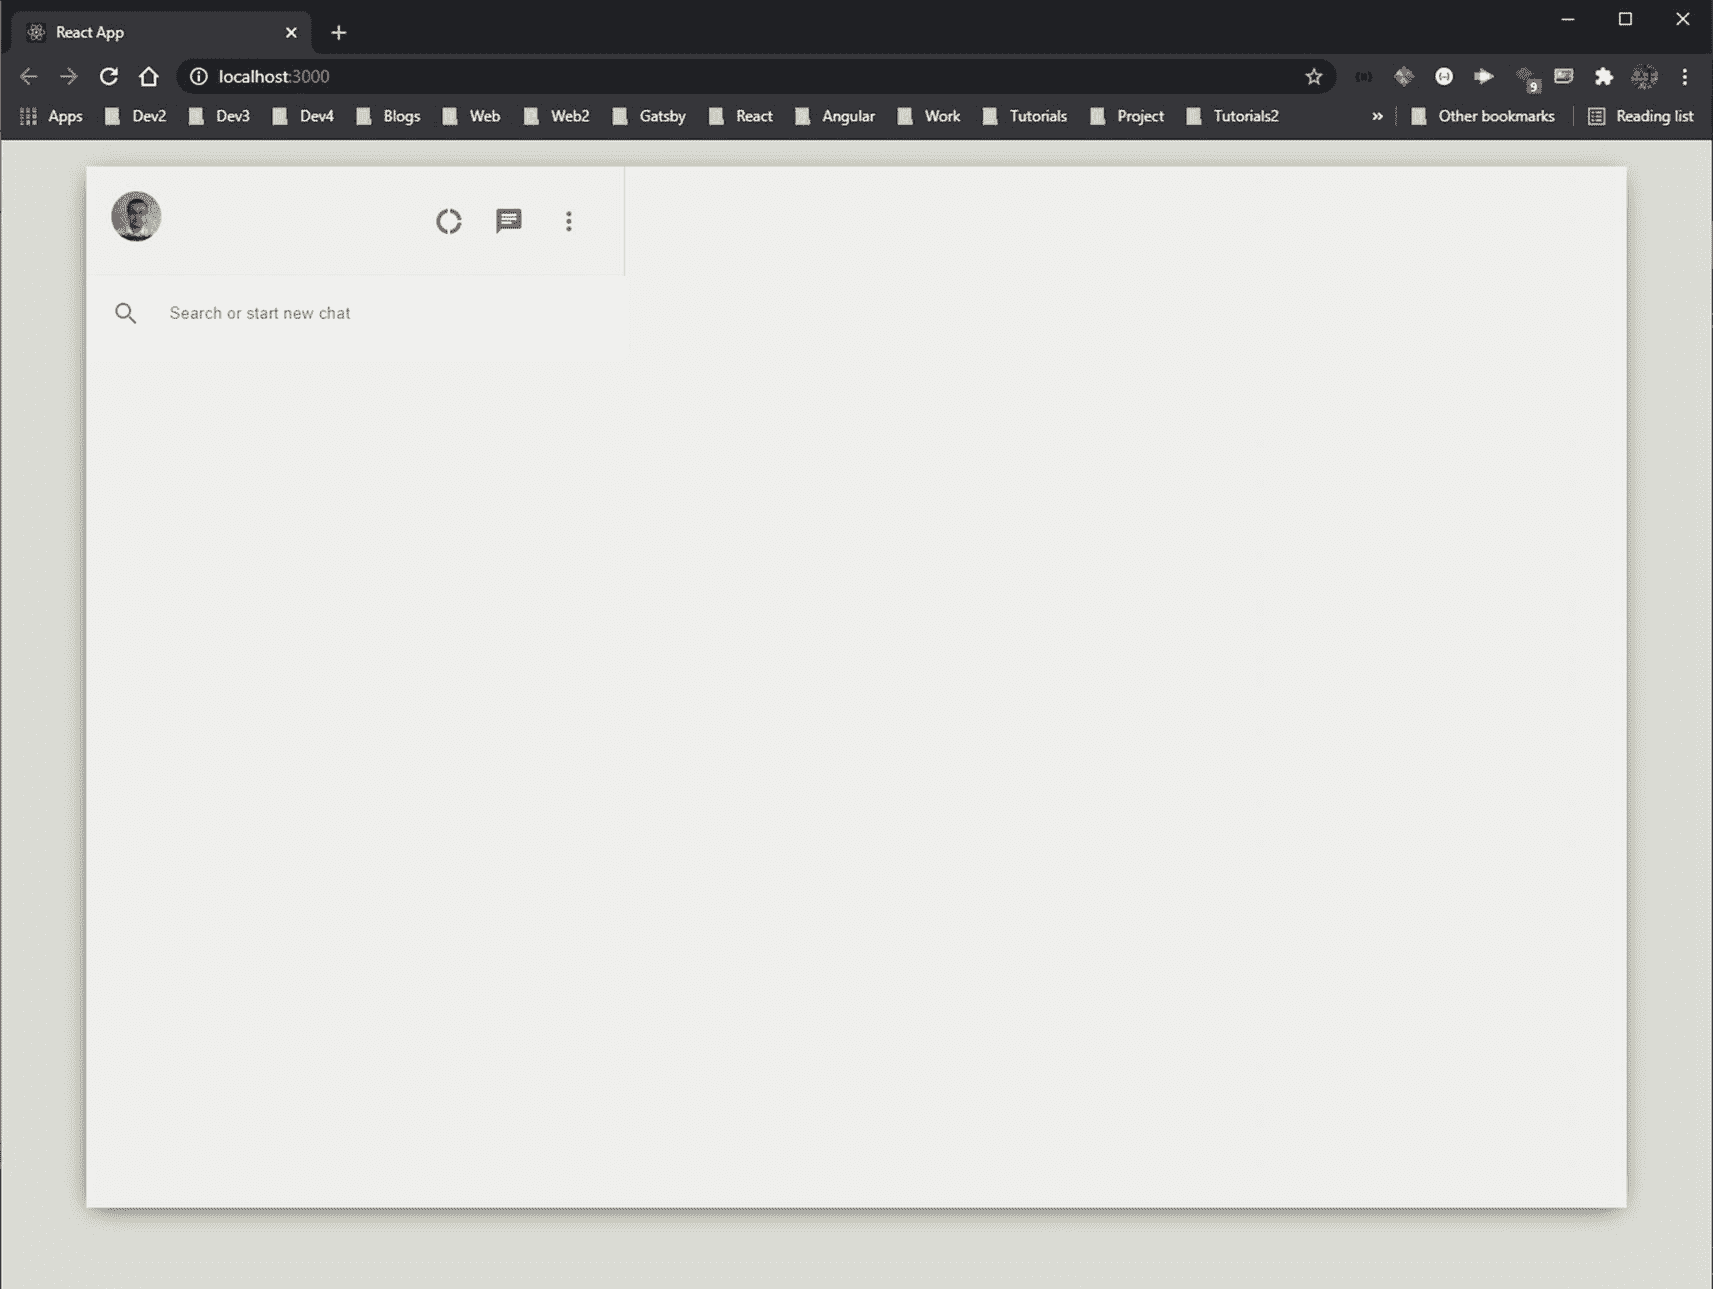 React App
localhost:3000
9
Apps Dev2 Dev3 Dev4 Blogs Web Web2 Gatsby React Angular Work Tutorials Project Tutorials2 » Other bookmarks Reading list
Search or start new chat